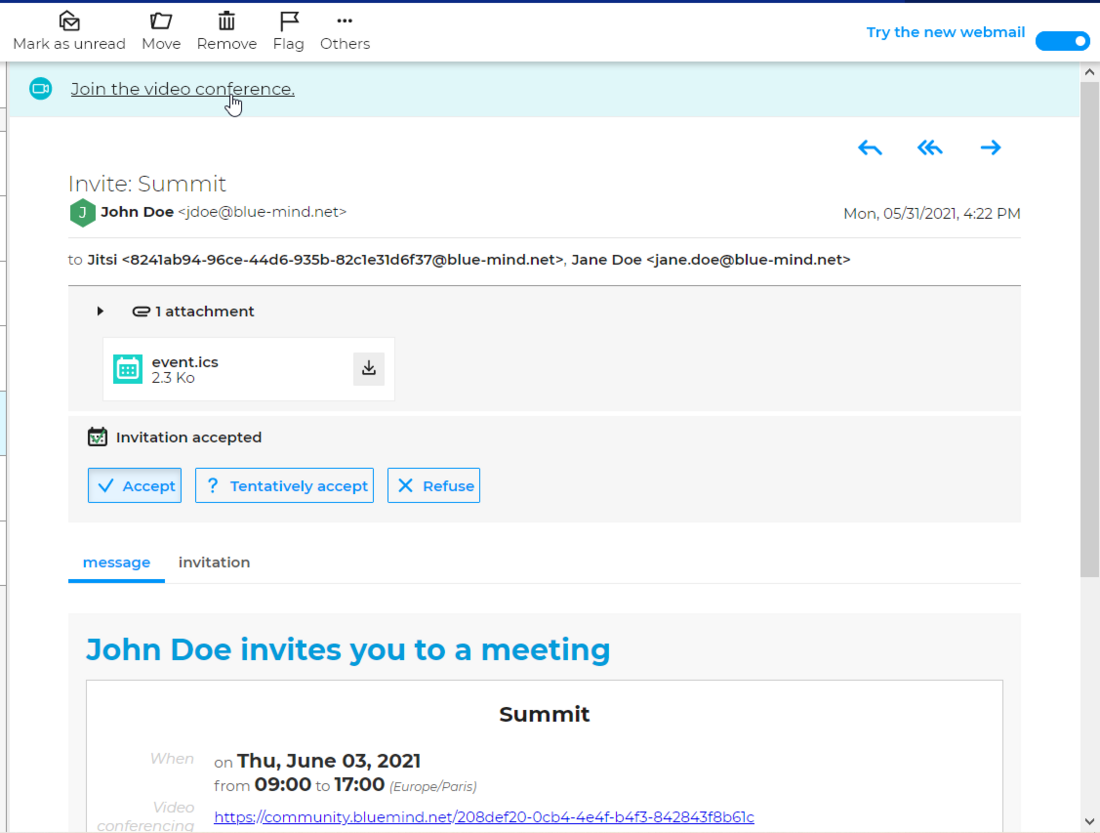 Mark as unread Move Remove Flag Others
Try the new webmail
Join the video conference.
Invite: Summit
J John Doe <jdoe@blue-mind.net>
Mon, 05/31/2021, 4:22 PM
to Jitsi <8241ab94-96ce-44d6-935b-82c1e31d6f37@blue-mind.net>, Jane Doe <jane.doe@blue-mind.net>
1 attachment
event.ics
2.3 Ko
Invitation accepted
Accept ? Tentatively accept Refuse
message invitation
John Doe invites you to a meeting
Summit
When on Thu, June 03, 2021
from 09:00 to 17:00 (Europe/Paris)
Video conferencing https://community.bluemind.net/208def20-0cb4-4e4f-b4f3-842843f8b61c